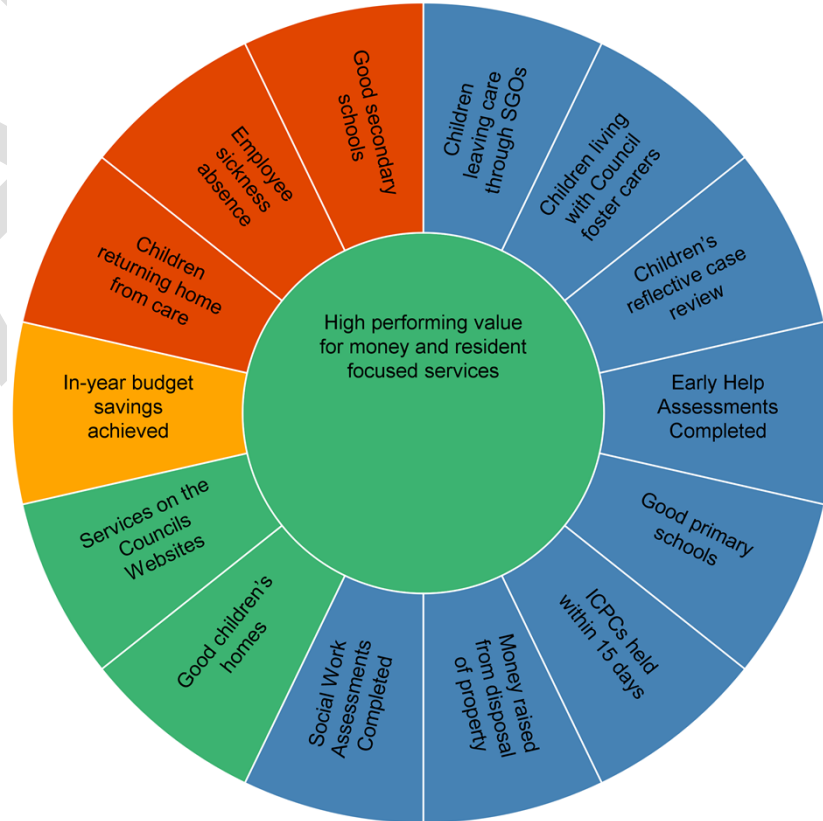 High performing value
for money and resident
focused services
Children
leaving care
through SGOs
Children living
with Council
foster carers
Children’s
reflective case
review
Early Help
Assessments
Completed
Good primary
schools
ICPCs held
within 15 days
Money raised
from disposal
of property
Social Work
Assessments
Completed
Good children’s
homes
Services on the
Councils
Websites
In-year budget
savings
achieved
Children
returning home
from care
Employee
sickness
absence
Good secondary
schools